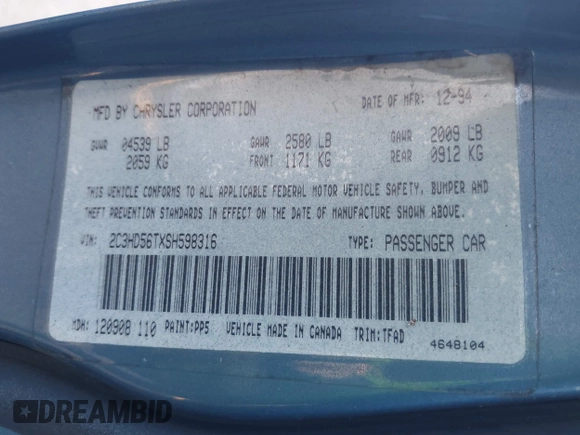 MFD BY CHRYSLER CORPORATION DATE OF MFR: 12-94
GVWR 04539 LB GAWR 2580 LB GAWR 2009 LB
2059 KG FRONT 1171 KG REAR 0912 KG
THIS VEHICLE CONFORMS TO ALL APPLICABLE FEDERAL MOTOR VEHICLE SAFETY, BUMPER AND
THEFT PREVENTION STANDARDS IN EFFECT ON THE DATE OF MANUFACTURE SHOWN ABOVE.
VIN: 2C3HD56TXSH598316 TYPE: PASSENGER CAR
MDH: 120908 110 PAINT:PP5 VEHICLE MADE IN CANADA TRIM:TFAD
4648104
DREAMBID